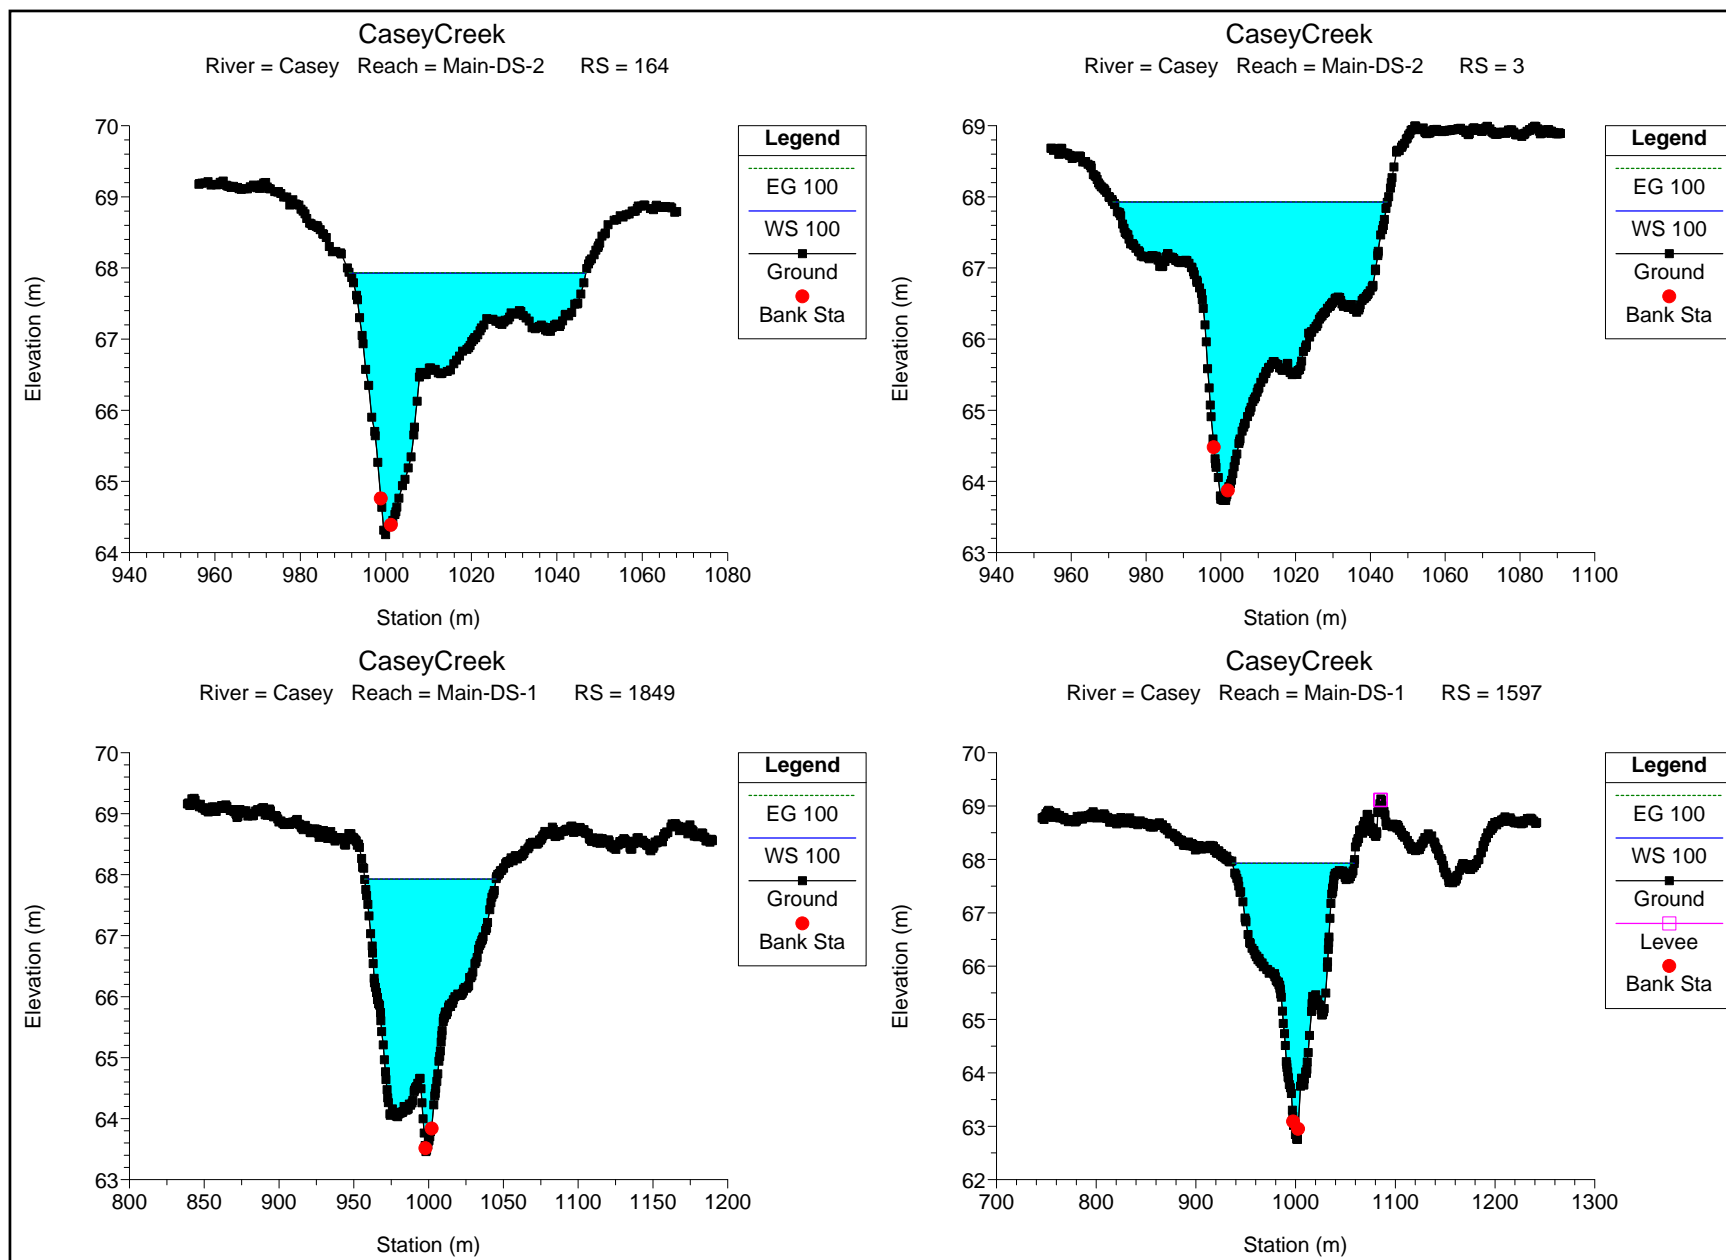 CaseyCreek
River = Casey Reach = Main-DS-2 RS = 164
70
69
68
67
66
65
64
940 960 980 1000 1020 1040 1060 1080
Elevation (m)
Station (m)
Legend
EG 100
WS 100
Ground
Bank Sta
CaseyCreek
River = Casey Reach = Main-DS-2 RS = 3
69
68
67
66
65
64
63
940 960 980 1000 1020 1040 1060 1080 1100
Elevation (m)
Station (m)
Legend
EG 100
WS 100
Ground
Bank Sta
CaseyCreek
River = Casey Reach = Main-DS-1 RS = 1849
70
69
68
67
66
65
64
63
800 850 900 950 1000 1050 1100 1150 1200
Elevation (m)
Station (m)
Legend
EG 100
WS 100
Ground
Bank Sta
CaseyCreek
River = Casey Reach = Main-DS-1 RS = 1597
70
69
68
67
66
65
64
63
62
700 800 900 1000 1100 1200 1300
Elevation (m)
Station (m)
Legend
EG 100
WS 100
Ground
Levee
Bank Sta